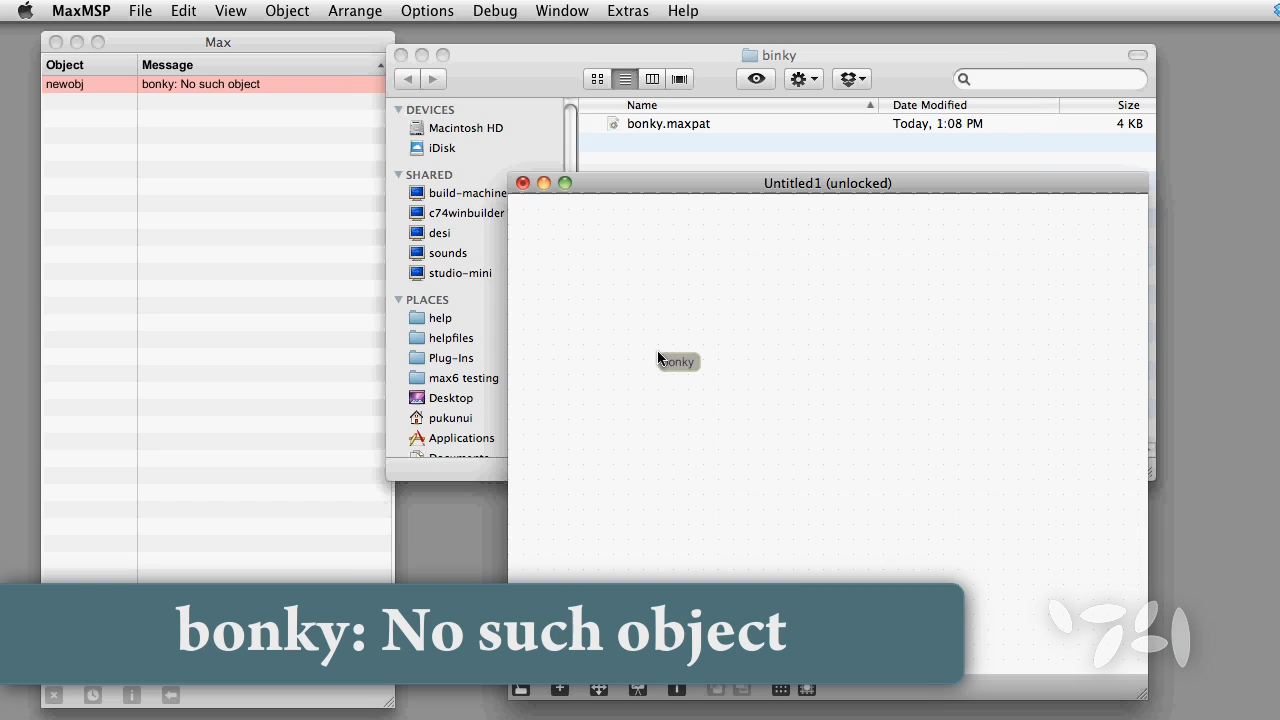 MaxMSP File Edit View Object Arrange Options Debug Window Extras Help
Max
Object Message
newobj bonky: No such object
binky
Name Date Modified Size
bonky.maxpat Today, 1:08 PM 4 KB
DEVICES
Macintosh HD
iDisk
SHARED
build-machine
c74winbuilder
desi
sounds
studio-mini
PLACES
help
helpfiles
Plug-Ins
max6 testing
Desktop
pukunui
Applications
Documents
Untitled1 (unlocked)
bonky
bonky: No such object